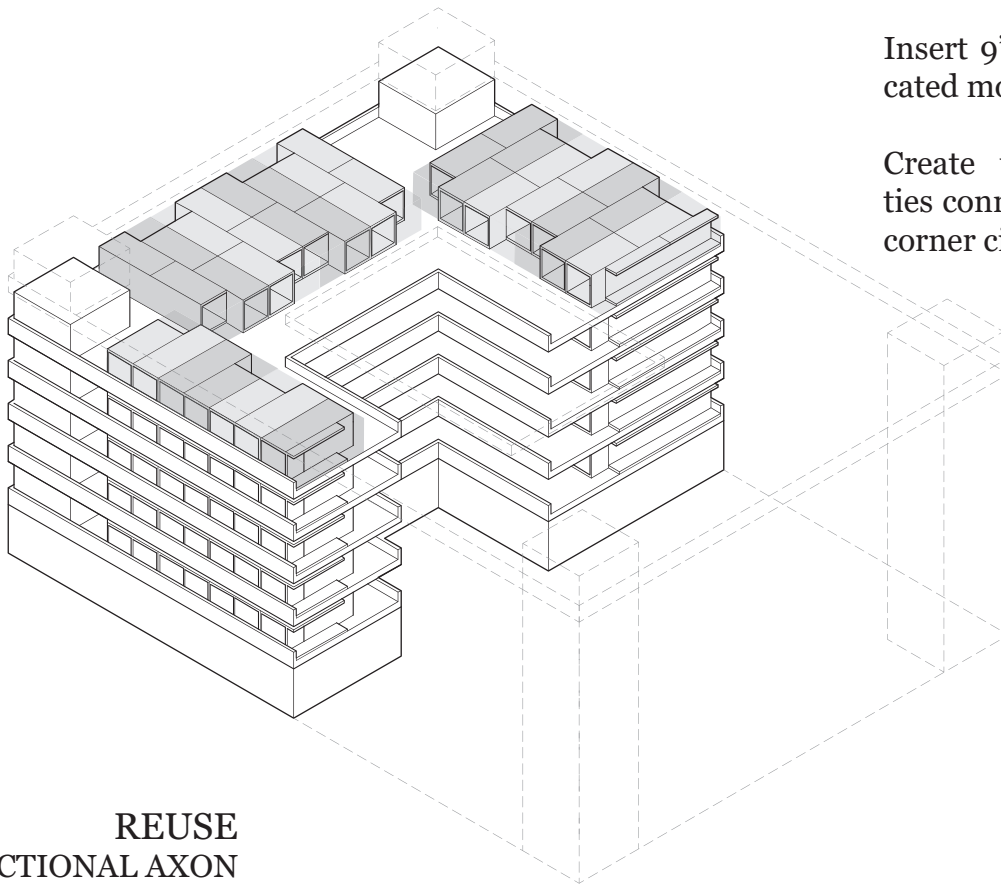 Insert 9’
cated mo
Create
ties conn
corner ci
REUSE
CTIONAL AXON